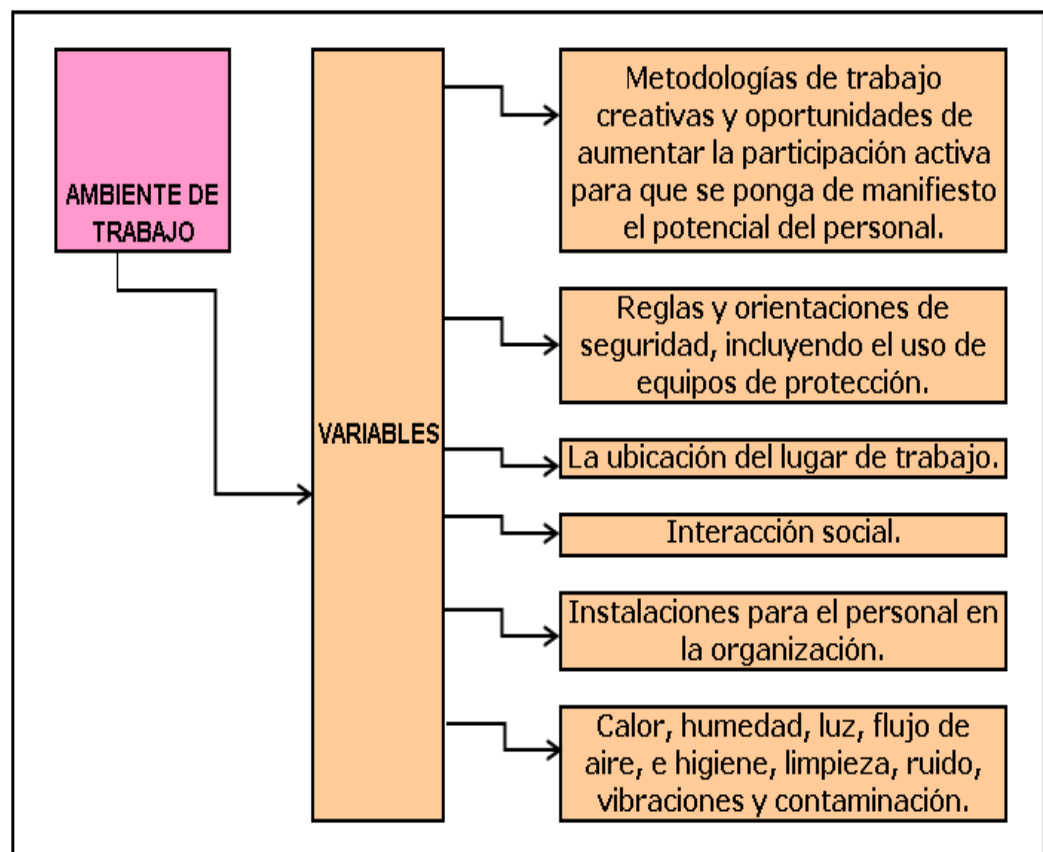 AMBIENTE DE
TRABAJO
VARIABLES
Metodologías de trabajo
creativas y oportunidades de
aumentar la participación activa
para que se ponga de manifiesto
el potencial del personal.
Reglas y orientaciones de
seguridad, incluyendo el uso de
equipos de protección.
La ubicación del lugar de trabajo.
Interacción social.
Instalaciones para el personal en
la organización.
Calor, humedad, luz, flujo de
aire, e higiene, limpieza, ruido,
vibraciones y contaminación.